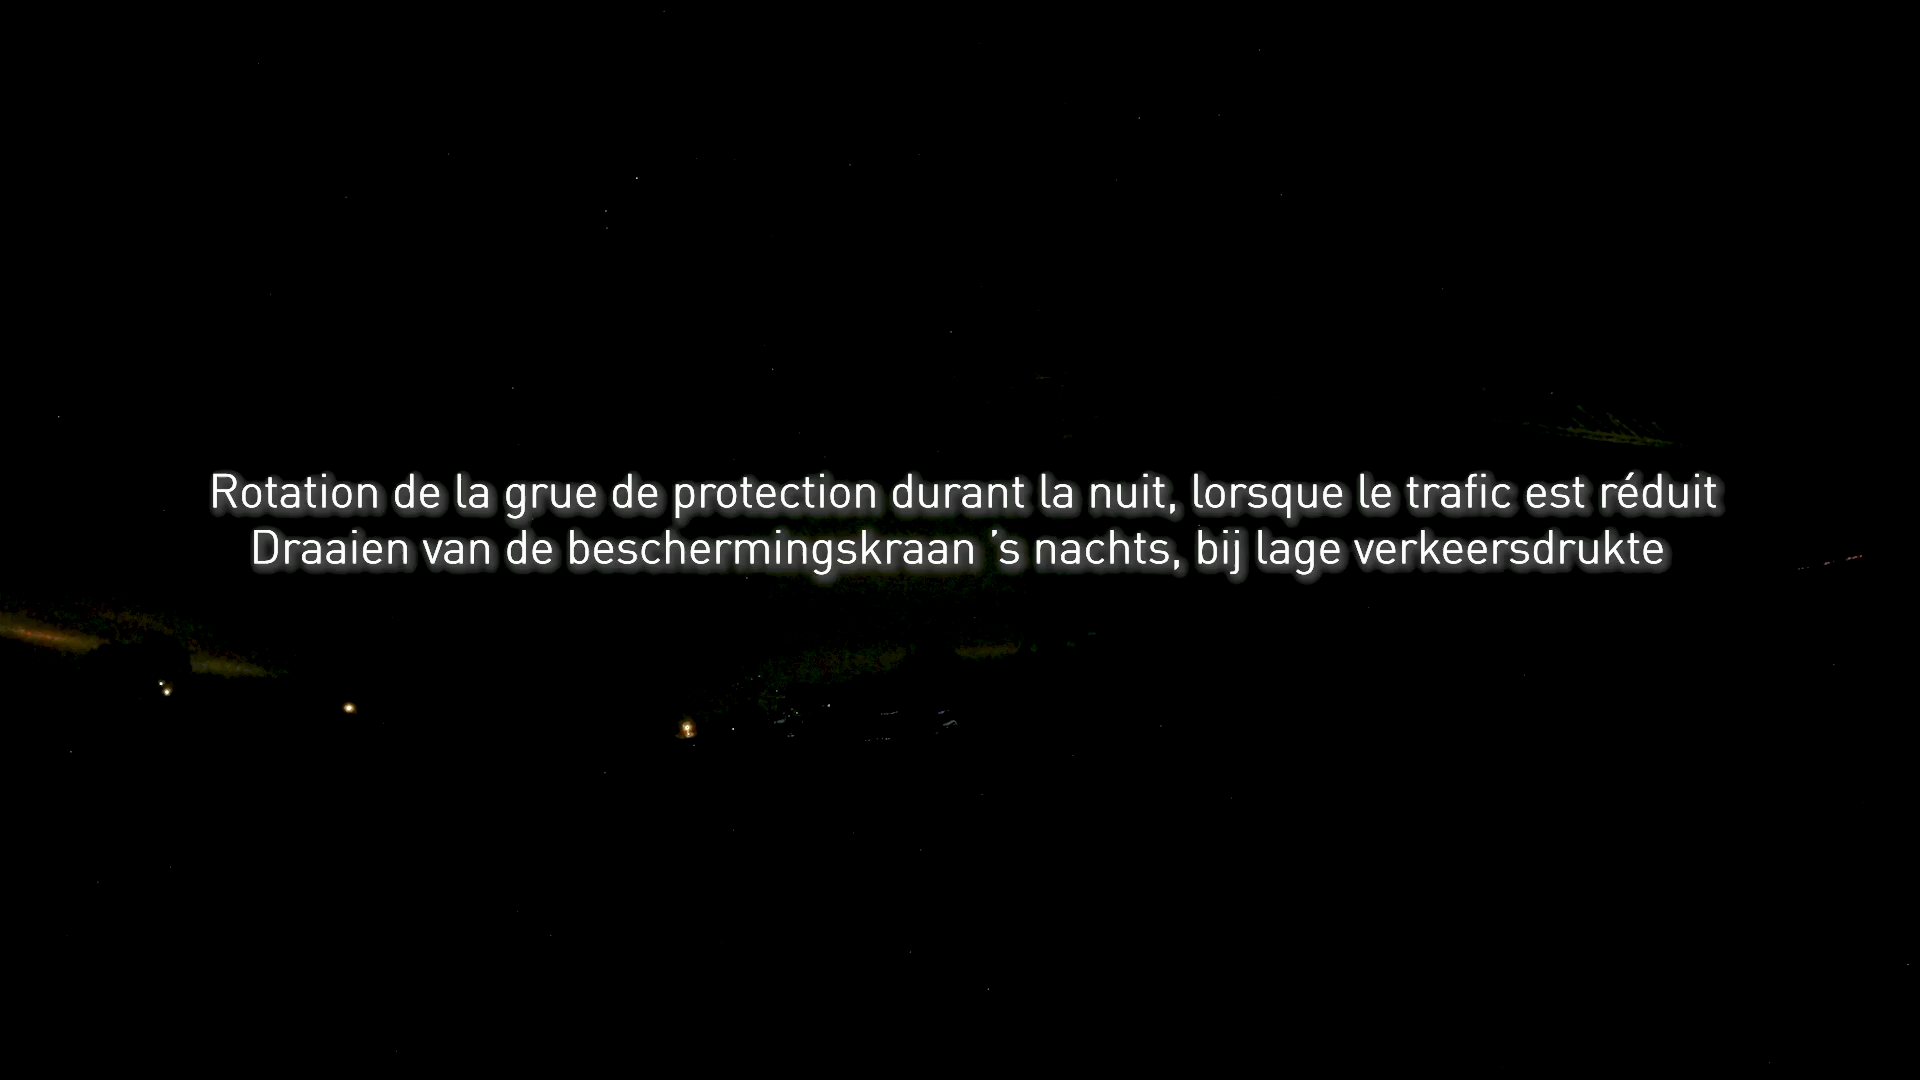 Rotation de la grue de protection durant la nuit, lorsque le trafic est réduit
Draaien van de beschermingskraan ’s nachts, bij lage verkeersdrukte